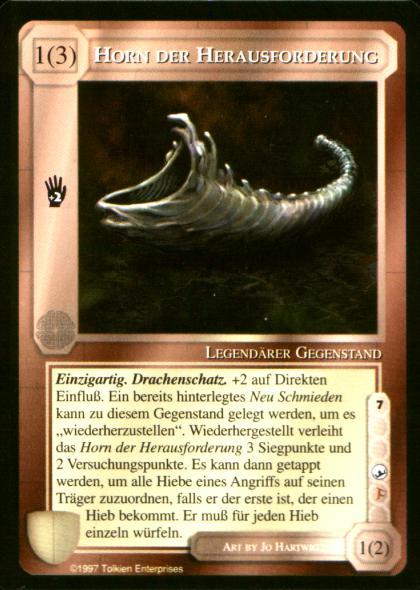 1(3)
HORN DER HERAUSFORDERUNG
+2
LEGENDÄRER GEGENSTAND
Einzigartig. Drachenschatz. +2 auf Direkten
Einfluß. Ein bereits hinterlegtes Neu Schmieden
kann zu diesem Gegenstand gelegt werden, um es
„wiederherzustellen“. Wiederhergestellt verleiht
das Horn der Herausforderung 3 Siegpunkte und
2 Versuchungspunkte. Es kann dann getappt
werden, um alle Hiebe eines Angriffs auf seinen
Träger zuzuordnen, falls er der erste ist, der einen
Hieb bekommt. Er muß für jeden Hieb
einzeln würfeln.
7
ART BY JO HARTWIG
1(2)
©1997 Tolkien Enterprises